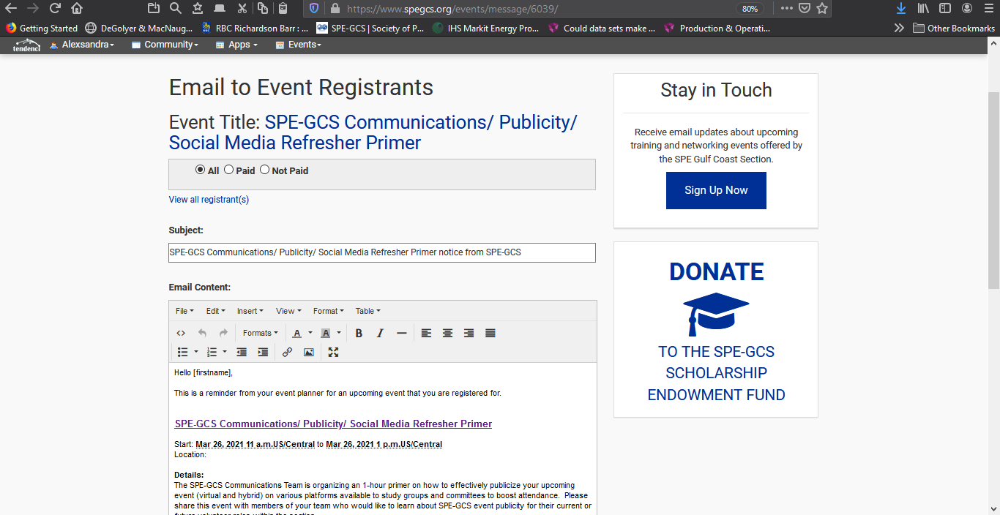 https://www.spegcs.org/events/message/6039/
80%
Getting Started
DeGolyer & MacNaug...
RBC Richardson Barr : ...
SPE-GCS | Society of P...
IHS Markit Energy Pro...
Could data sets make ...
Production & Operati...
Other Bookmarks
tendenci
Alexsandra
Community
Apps
Events
Email to Event Registrants
Event Title: SPE-GCS Communications/ Publicity/
Social Media Refresher Primer
All Paid Not Paid
View all registrant(s)
Subject:
SPE-GCS Communications/ Publicity/ Social Media Refresher Primer notice from SPE-GCS
Email Content:
File Edit Insert View Format Table
Formats A A B I
Hello [firstname],
This is a reminder from your event planner for an upcoming event that you are registered for.
SPE-GCS Communications/ Publicity/ Social Media Refresher Primer
Start: Mar 26, 2021 11 a.m.US/Central to Mar 26, 2021 1 p.m.US/Central
Location:
Details:
The SPE-GCS Communications Team is organizing an 1-hour primer on how to effectively publicize your upcoming
event (virtual and hybrid) on various platforms available to study groups and committees to boost attendance. Please
share this event with members of your team who would like to learn about SPE-GCS event publicity for their current or
future volunteer roles within the section
Stay in Touch
Receive email updates about upcoming
training and networking events offered by
the SPE Gulf Coast Section.
Sign Up Now
DONATE
TO THE SPE-GCS
SCHOLARSHIP
ENDOWMENT FUND